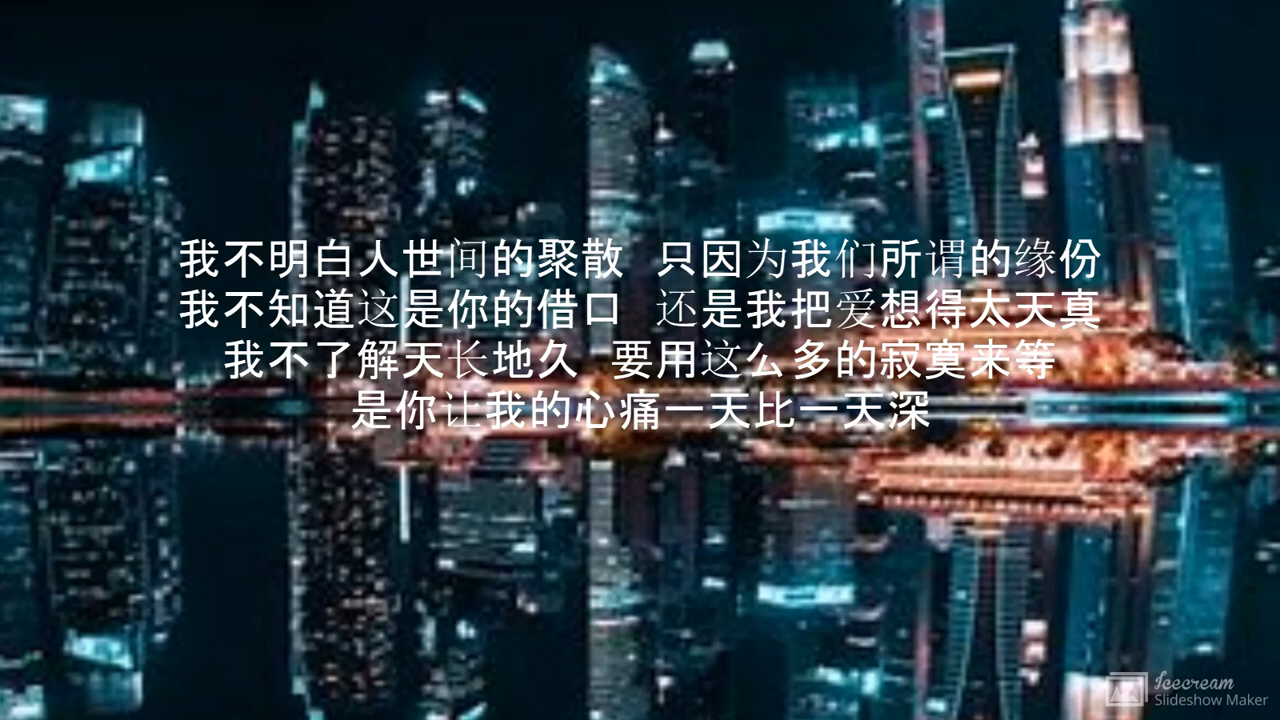 我不明白人世间的聚散  只因为我们所谓的缘份
我不知道这是你的借口  还是我把爱想得太天真
我不了解天长地久  要用这么多的寂寞来等
是你让我的心痛一天比一天深
Icecream
Slideshow Maker